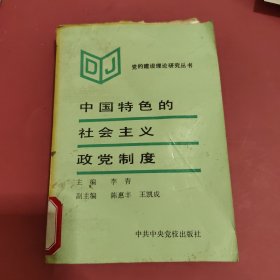 DJ
党的建设理论研究丛书
中国特色的
社会主义
政党制度
主编 李青
副主编 陈惠丰 王凯成
中共中央党校出版社